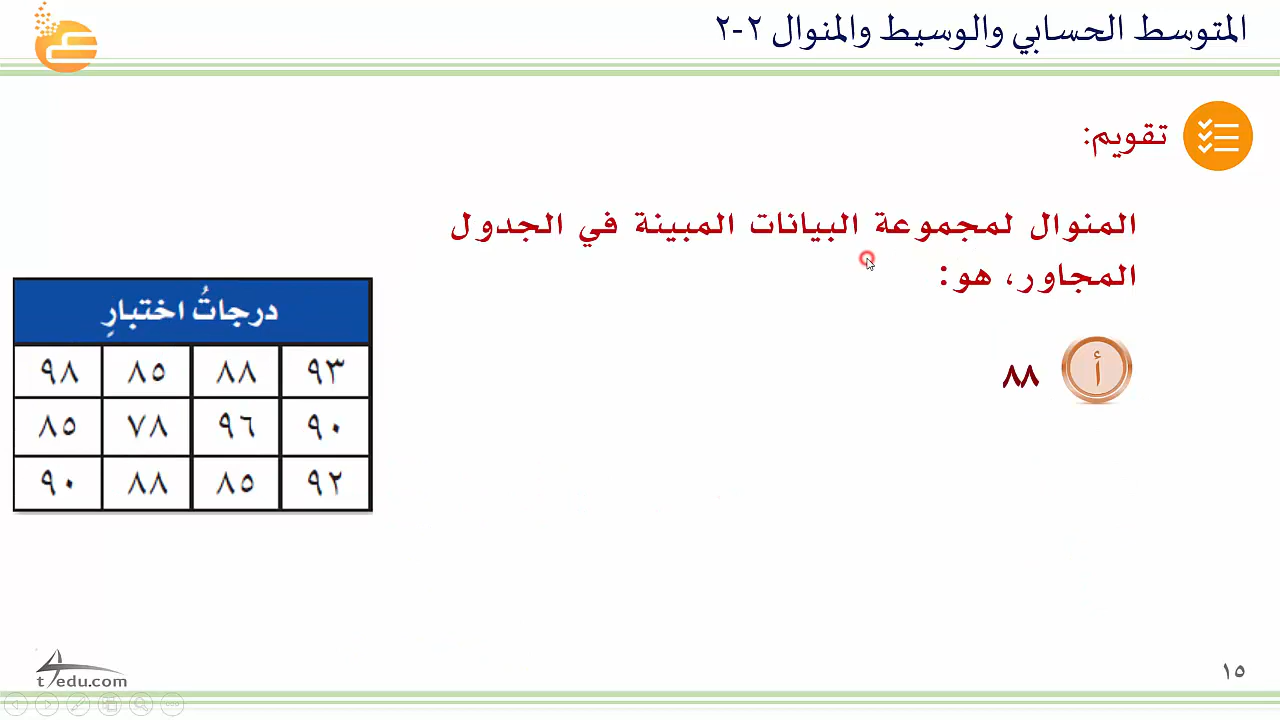 المتوسط الحسابي والوسيط والمنوال ٢-٢
تقويم:
المنوال لمجموعة البيانات المبينة في الجدول
المجاور، هو:
أ ٨٨
درجاتُ اختبارٍ
٩٣ ٨٨ ٨٥ ٩٨
٩٠ ٩٦ ٧٨ ٨٥
٩٢ ٨٥ ٨٨ ٩٠
١٥
t4edu.com